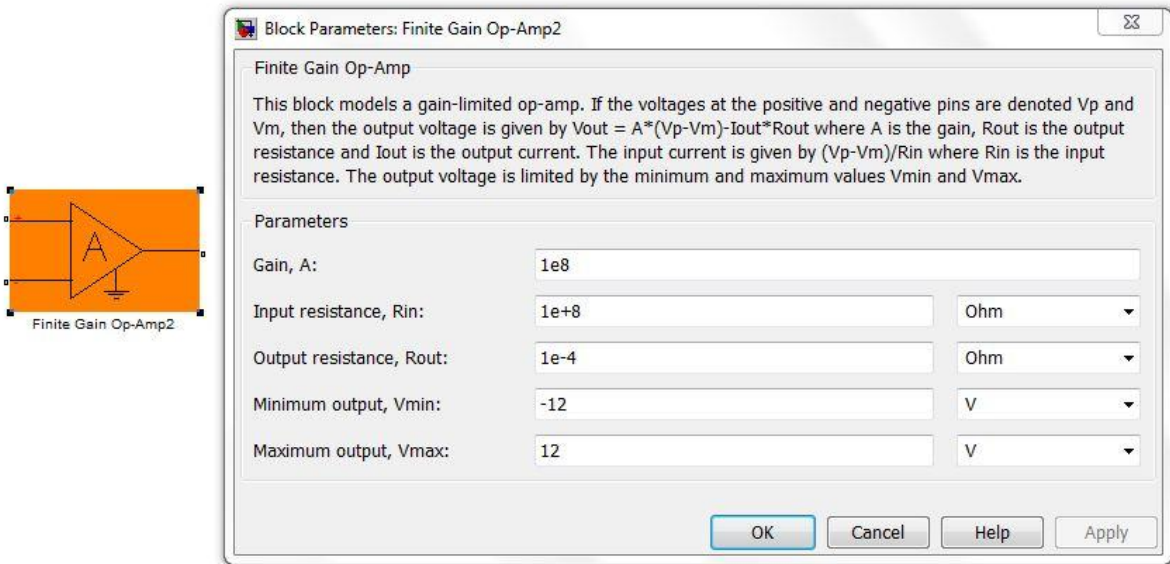 Block Parameters: Finite Gain Op-Amp2
Finite Gain Op-Amp
This block models a gain-limited op-amp. If the voltages at the positive and negative pins are denoted Vp and
Vm, then the output voltage is given by Vout = A*(Vp-Vm)-Iout*Rout where A is the gain, Rout is the output
resistance and Iout is the output current. The input current is given by (Vp-Vm)/Rin where Rin is the input
resistance. The output voltage is limited by the minimum and maximum values Vmin and Vmax.
+
A
-
Finite Gain Op-Amp2
Parameters
Gain, A: 1e8
Input resistance, Rin: 1e+8 Ohm
Output resistance, Rout: 1e-4 Ohm
Minimum output, Vmin: -12 V
Maximum output, Vmax: 12 V
OK Cancel Help Apply